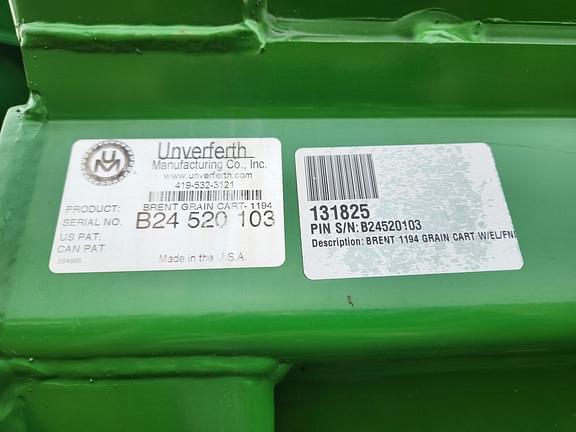 UM
Unverferth
Manufacturing Co., Inc.
www.unverferth.com
419-532-3121
PRODUCT: BRENT GRAIN CART- 1194
SERIAL NO. B24 520 103
US PAT.
CAN PAT.
Made in the U.S.A.
131825
PIN S/N: B24520103
Description: BRENT 1194 GRAIN CART W/EL/FN